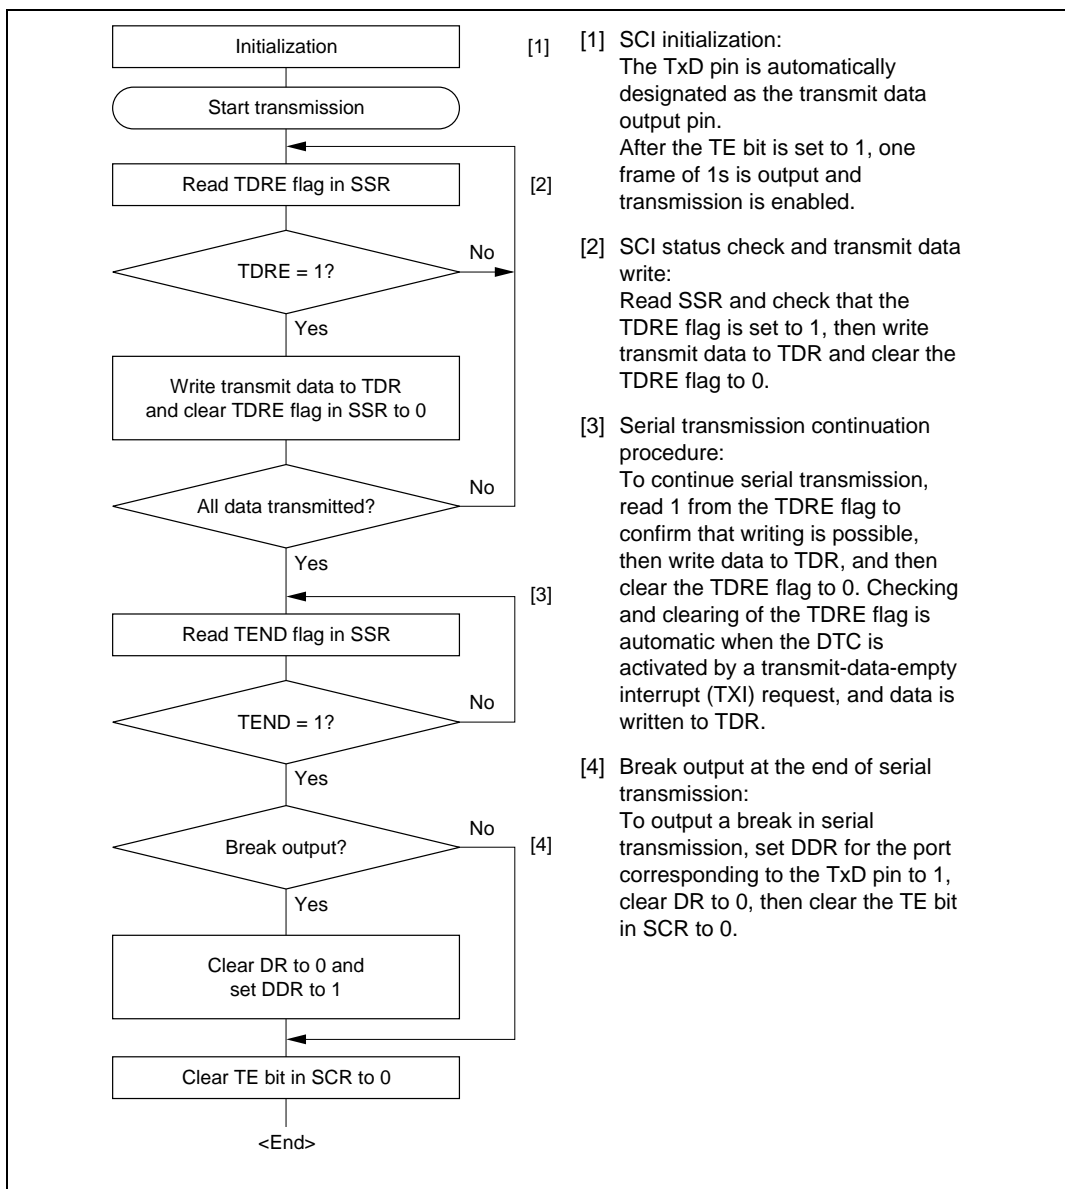 Initialization
[1]
Start transmission
Read TDRE flag in SSR
[2]
TDRE = 1?
No
Yes
Write transmit data to TDR
and clear TDRE flag in SSR to 0
All data transmitted?
No
Yes
[3]
Read TEND flag in SSR
TEND = 1?
No
Yes
Break output?
No
[4]
Yes
Clear DR to 0 and
set DDR to 1
Clear TE bit in SCR to 0
<End>
[1] SCI initialization:
The TxD pin is automatically
designated as the transmit data
output pin.
After the TE bit is set to 1, one
frame of 1s is output and
transmission is enabled.
[2] SCI status check and transmit data
write:
Read SSR and check that the
TDRE flag is set to 1, then write
transmit data to TDR and clear the
TDRE flag to 0.
[3] Serial transmission continuation
procedure:
To continue serial transmission,
read 1 from the TDRE flag to
confirm that writing is possible,
then write data to TDR, and then
clear the TDRE flag to 0. Checking
and clearing of the TDRE flag is
automatic when the DTC is
activated by a transmit-data-empty
interrupt (TXI) request, and data is
written to TDR.
[4] Break output at the end of serial
transmission:
To output a break in serial
transmission, set DDR for the port
corresponding to the TxD pin to 1,
clear DR to 0, then clear the TE bit
in SCR to 0.